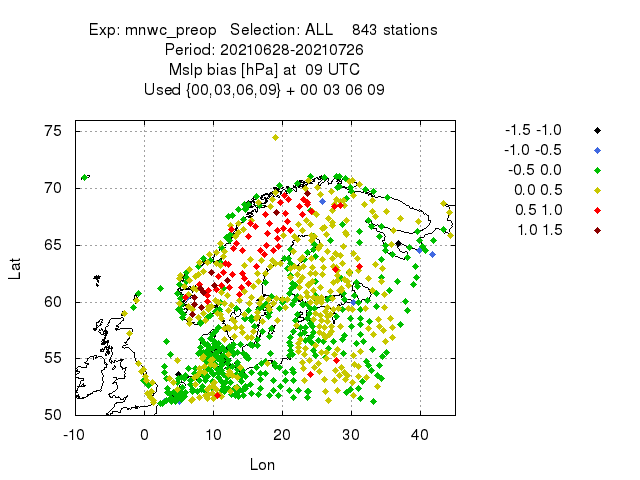 Exp: mnwc_preop Selection: ALL 843 stations
Period: 20210628-20210726
Mslp bias [hPa] at 09 UTC
Used {00,03,06,09} + 00 03 06 09
75
70
65
60
55
50
Lat
-10 0 10 20 30 40
Lon
-1.5 -1.0
-1.0 -0.5
-0.5 0.0
0.0 0.5
0.5 1.0
1.0 1.5